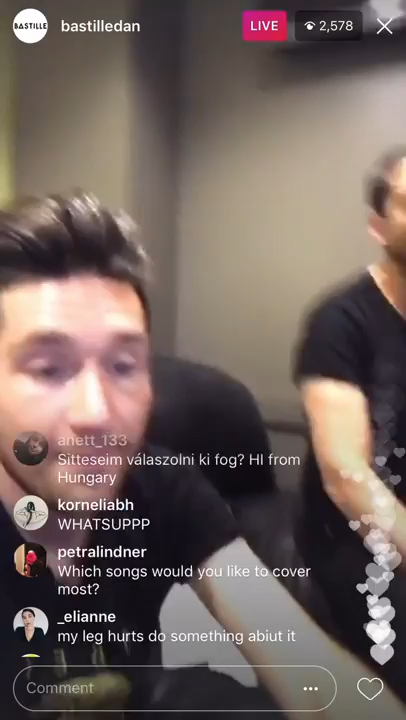 BASTILLE
bastilledan
LIVE
2,578
anett_133
Sitteseim válaszolni ki fog? HI from
Hungary
korneliabh
WHATSUPPP
petralindner
Which songs would you like to cover
most?
_elianne
my leg hurts do something abiut it
Comment